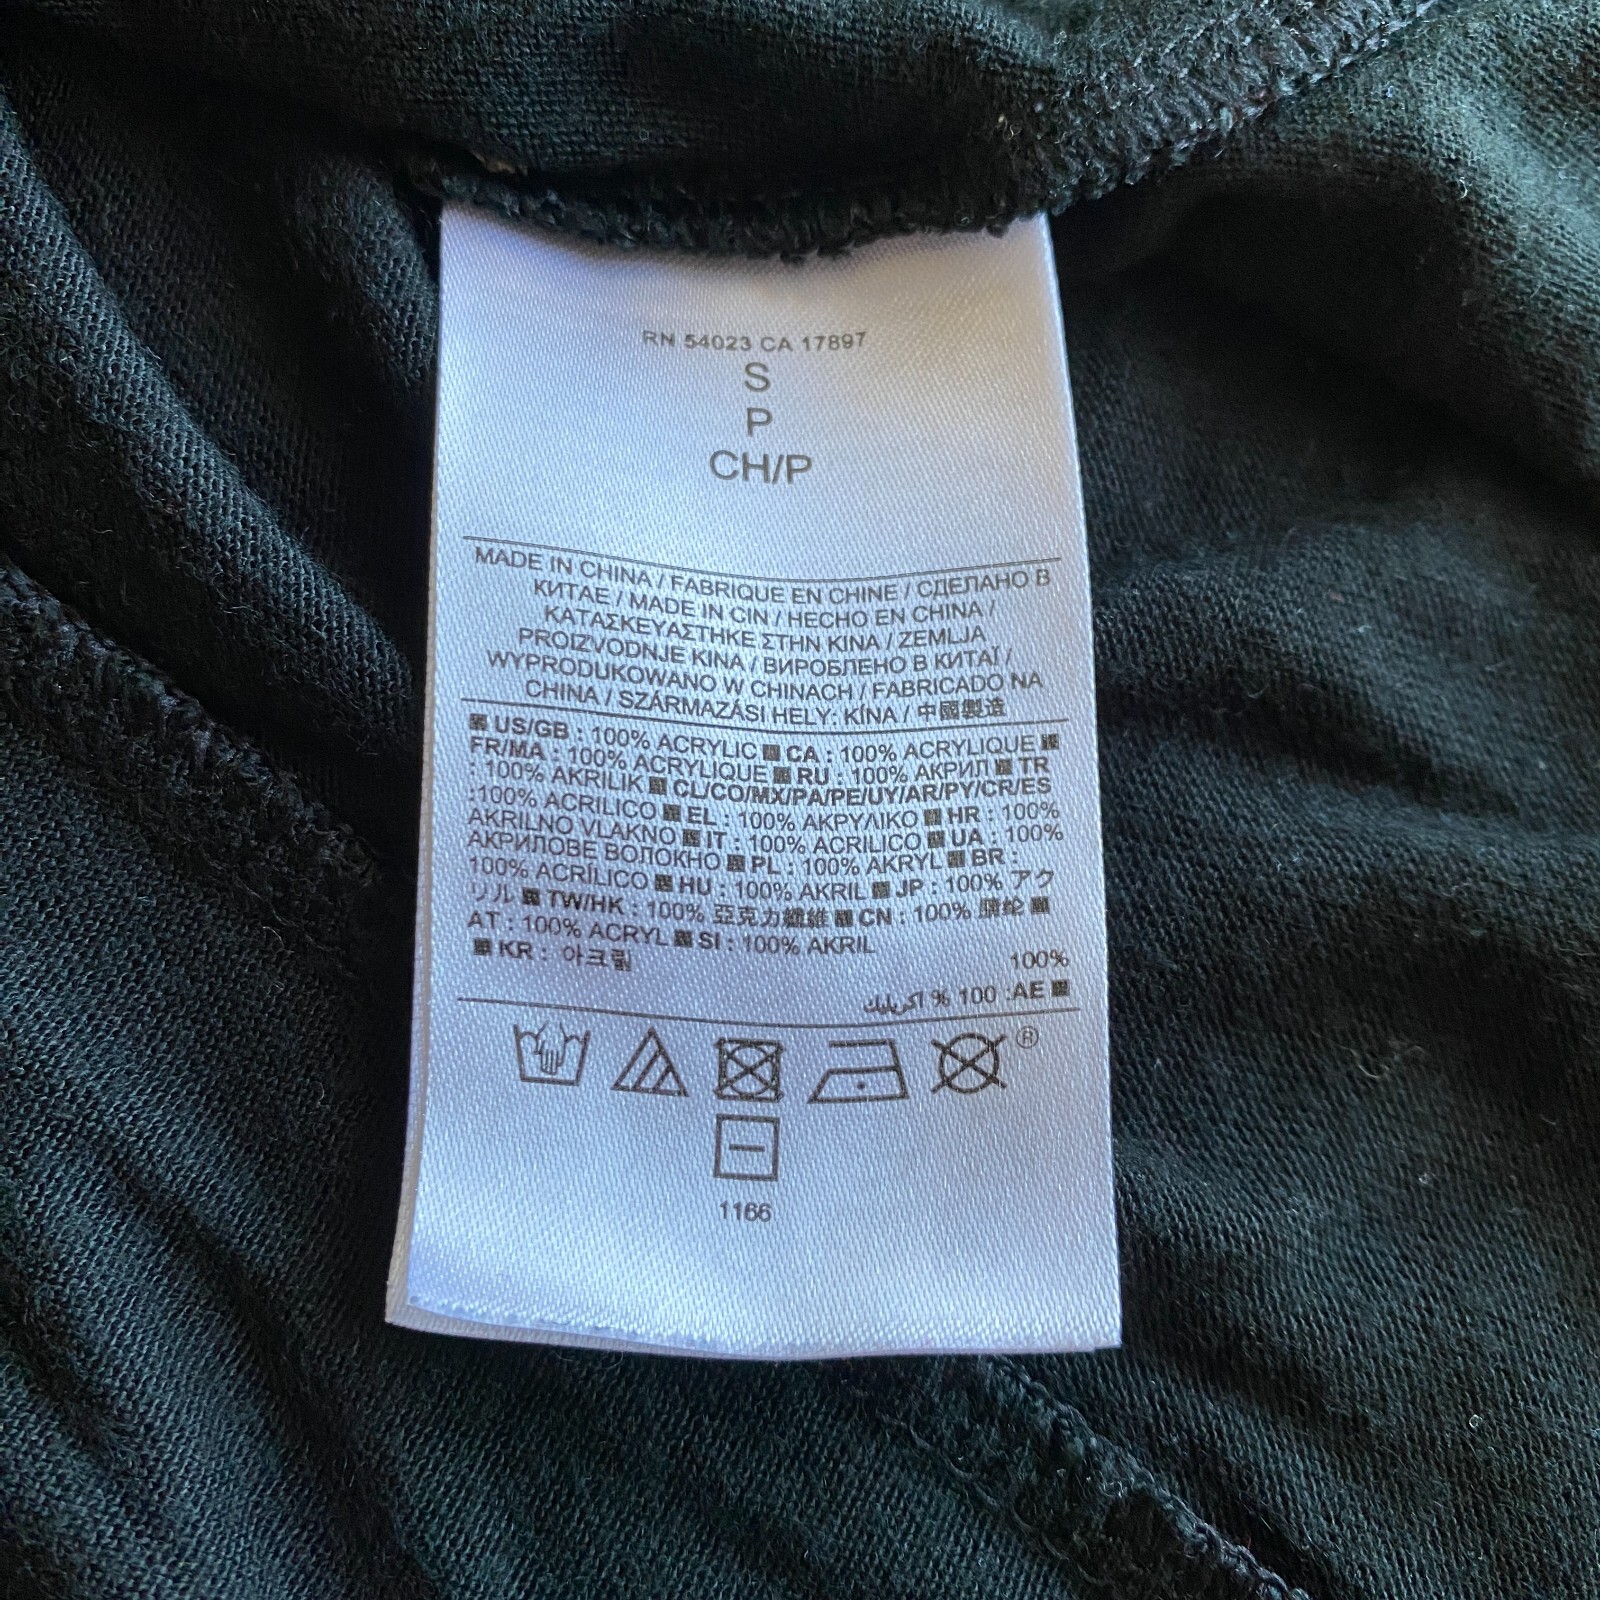 RN 54023 CA 17897
S
P
CH/P
MADE IN CHINA / FABRIQUE EN CHINE / СДЕЛАНО В
КИТАЕ / MADE IN CIN / HECHO EN CHINA /
ΚΑΤΑΣΚΕΥΑΣΤΗΚΕ ΣΤΗΝ ΚΙΝΑ / ZEMLJA
PROIZVODNJE KINA / ВИРОБЛЕНО В КИТАЇ /
WYPRODUKOWANO W CHINACH / FABRICADO NA
CHINA / SZÁRMAZÁSI HELY: KÍNA / 中國製造
US/GB : 100% ACRYLIC CA : 100% ACRYLIQUE
FR/MA : 100% ACRYLIQUE RU : 100% АКРИЛ TR
: 100% AKRILIK CL/CO/MX/PA/PE/UY/AR/PY/CR/ES
:100% ACRILICO EL : 100% ΑΚΡΥΛΙΚΟ HR : 100%
AKRILNO VLAKNO IT : 100% ACRILICO UA : 100%
АКРИЛОВЕ ВОЛОКНО PL : 100% AKRYL BR :
100% ACRÍLICO HU : 100% AKRIL JP : 100% アク
リル TW/HK : 100% 亞克力纖維 CN : 100% 腈纶
AT : 100% ACRYL SI : 100% AKRIL
KR : 아크릴 100%
AE: 100 % اكريليك
®
1166